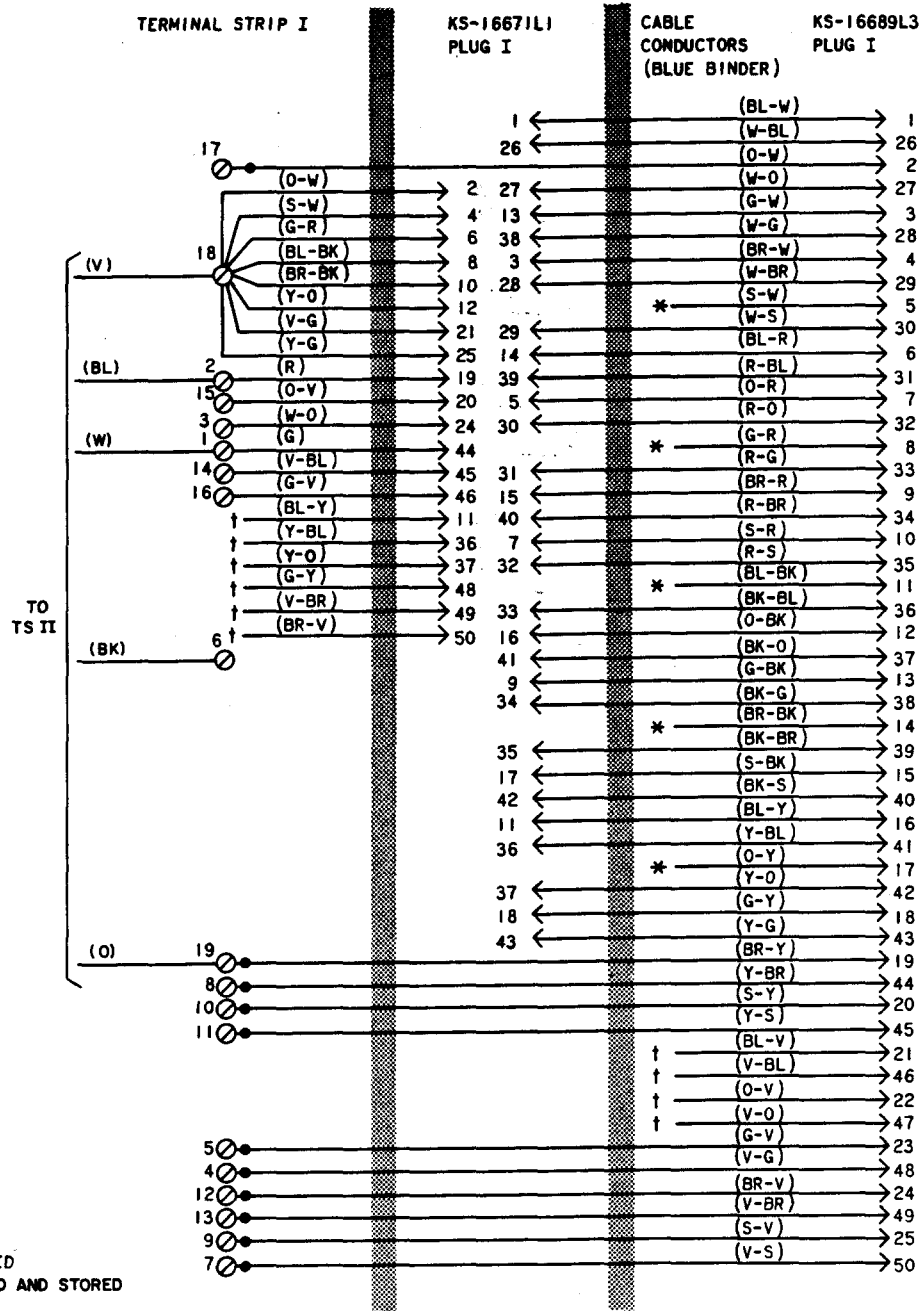 TERMINAL STRIP I KS-16671L1 CABLE KS-16689L3
PLUG I CONDUCTORS PLUG I
(BLUE BINDER)
1 (BL-W) 1
26 (W-BL) 26
17 (O-W) 2
(O-W) 2 27 (W-O) 27
(S-W) 4 13 (G-W) 3
(G-R) 6 38 (W-G) 28
(V) 18 (BL-BK) 8 3 (BR-W) 4
(BR-BK) 10 28 (W-BR) 29
(Y-O) 12 * (S-W) 5
(V-G) 21 29 (W-S) 30
(Y-G) 25 14 (BL-R) 6
(BL) 2 (R) 19 39 (R-BL) 31
15 (O-V) 20 5 (O-R) 7
3 (W-O) 24 30 (R-O) 32
(W) 1 (G) 44 * (G-R) 8
14 (V-BL) 45 31 (R-G) 33
16 (G-V) 46 15 (BR-R) 9
† (BL-Y) 11 40 (R-BR) 34
† (Y-BL) 36 7 (S-R) 10
† (Y-O) 37 32 (R-S) 35
† (G-Y) 48 * (BL-BK) 11
† (V-BR) 49 33 (BK-BL) 36
† (BR-V) 50 16 (O-BK) 12
TO
TS II
(BK) 6 41 (BK-O) 37
9 (G-BK) 13
34 (BK-G) 38
* (BR-BK) 14
35 (BK-BR) 39
17 (S-BK) 15
42 (BK-S) 40
11 (BL-Y) 16
36 (Y-BL) 41
* (O-Y) 17
37 (Y-O) 42
18 (G-Y) 18
43 (Y-G) 43
(O) 19 (BR-Y) 19
8 (Y-BR) 44
10 (S-Y) 20
11 (Y-S) 45
† (BL-V) 21
† (V-BL) 46
† (O-V) 22
† (V-O) 47
5 (G-V) 23
4 (V-G) 48
12 (BR-V) 24
13 (V-BR) 49
9 (S-V) 25
7 (V-S) 50
AND STORED